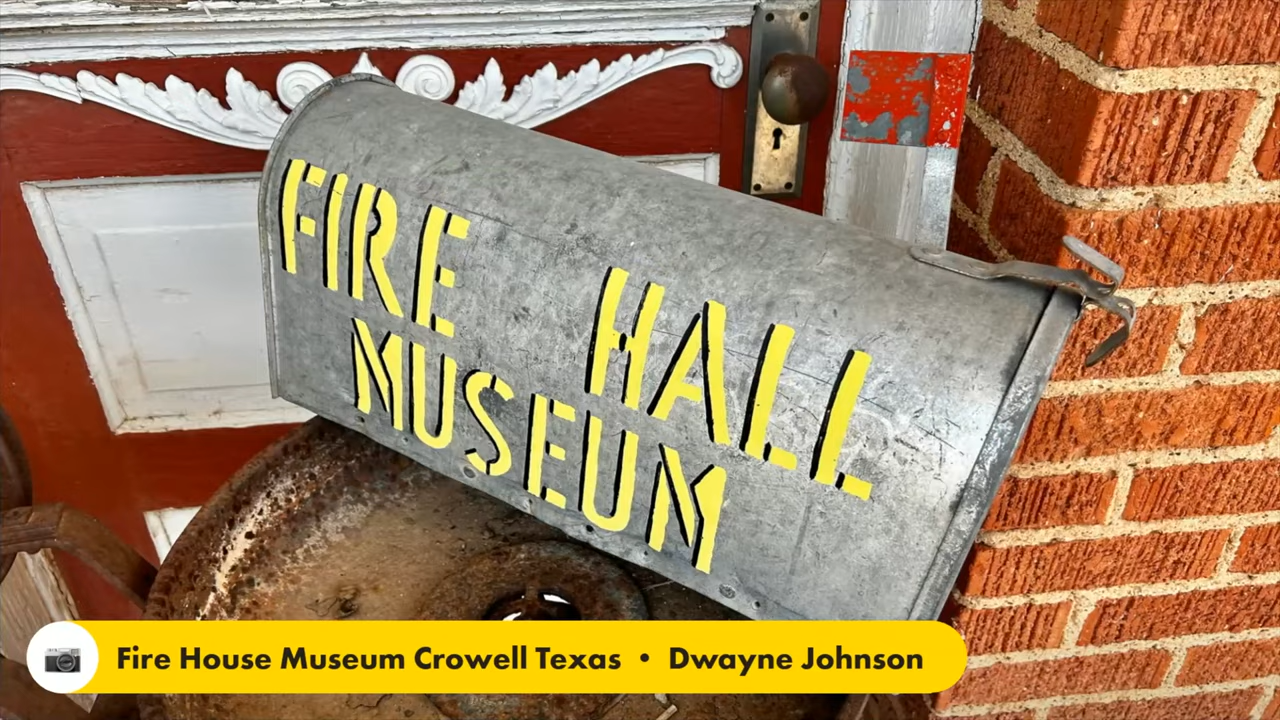 FIRE HALL
MUSEUM
Fire House Museum Crowell Texas • Dwayne Johnson